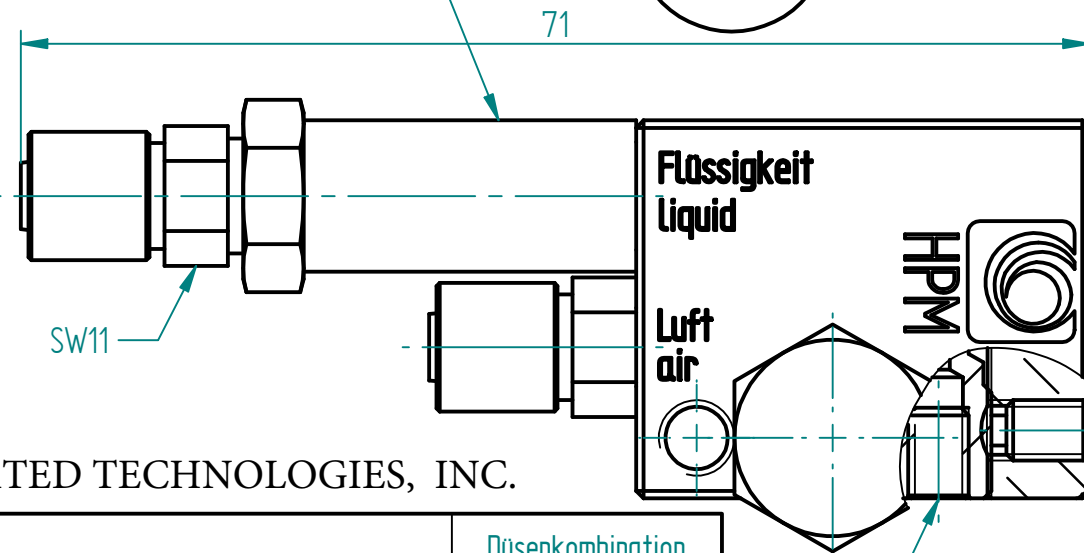 71
Flüssigkeit
liquid
HPM
SW11
Luft
air
TED TECHNOLOGIES, INC.
Düsenkombination